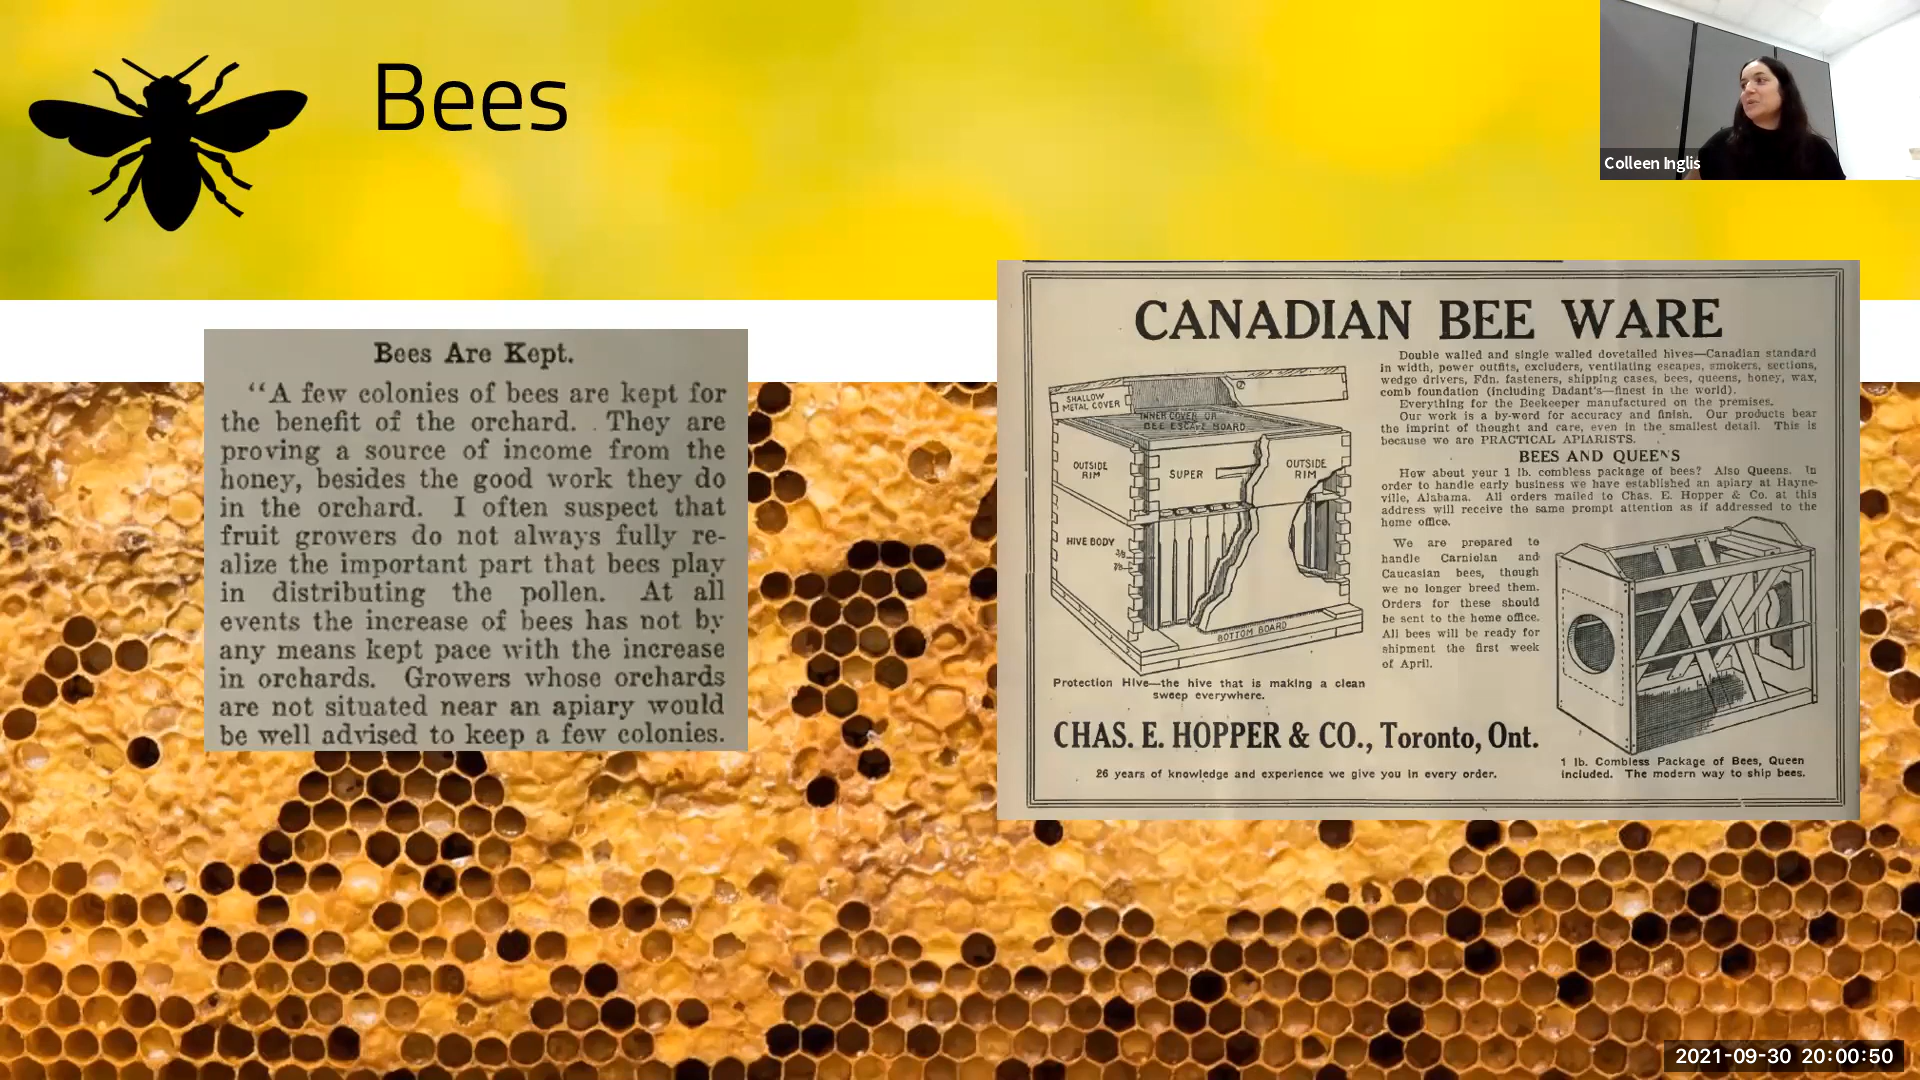 Bees
Colleen Inglis
Bees Are Kept.
“A few colonies of bees are kept for
the benefit of the orchard. They are
proving a source of income from the
honey, besides the good work they do
in the orchard. I often suspect that
fruit growers do not always fully re-
alize the important part that bees play
in distributing the pollen. At all
events the increase of bees has not by
any means kept pace with the increase
in orchards. Growers whose orchards
are not situated near an apiary would
be well advised to keep a few colonies.
CANADIAN BEE WARE
Double walled and single walled dovetailed hives—Canadian standard
in width, power outfits, excluders, ventilating escapes, smokers, sections,
wedge drivers, Fdn. fasteners, shipping cases, bees, queens, honey, wax,
comb foundation (including Dadant's—finest in the world).
Everything for the Beekeeper manufactured on the premises.
Our work is a by-word for accuracy and finish. Our products bear
the imprint of thought and care, even in the smallest detail. This is
because we are PRACTICAL APIARISTS.
BEES AND QUEENS
How about your 1 lb. combless package of bees? Also Queens. In
order to handle early business we have established an apiary at Hayne-
ville, Alabama. All orders mailed to Chas. E. Hopper & Co. at this
address will receive the same prompt attention as if addressed to the
home office.
We are prepared to
handle Carniolan and
Caucasian bees, though
we no longer breed them.
Orders for these should
be sent to the home office.
All bees will be ready for
shipment the first week
of April.
SHALLOW
METAL COVER
INNER COVER OR
BEE ESCAPE BOARD
OUTSIDE
RIM
SUPER
OUTSIDE
RIM
HIVE BODY
BOTTOM BOARD
Protection Hive—the hive that is making a clean
sweep everywhere.
CHAS. E. HOPPER & CO., Toronto, Ont.
26 years of knowledge and experience we give you in every order.
1 lb. Combless Package of Bees, Queen
included. The modern way to ship bees.
2021-09-30 20:00:50